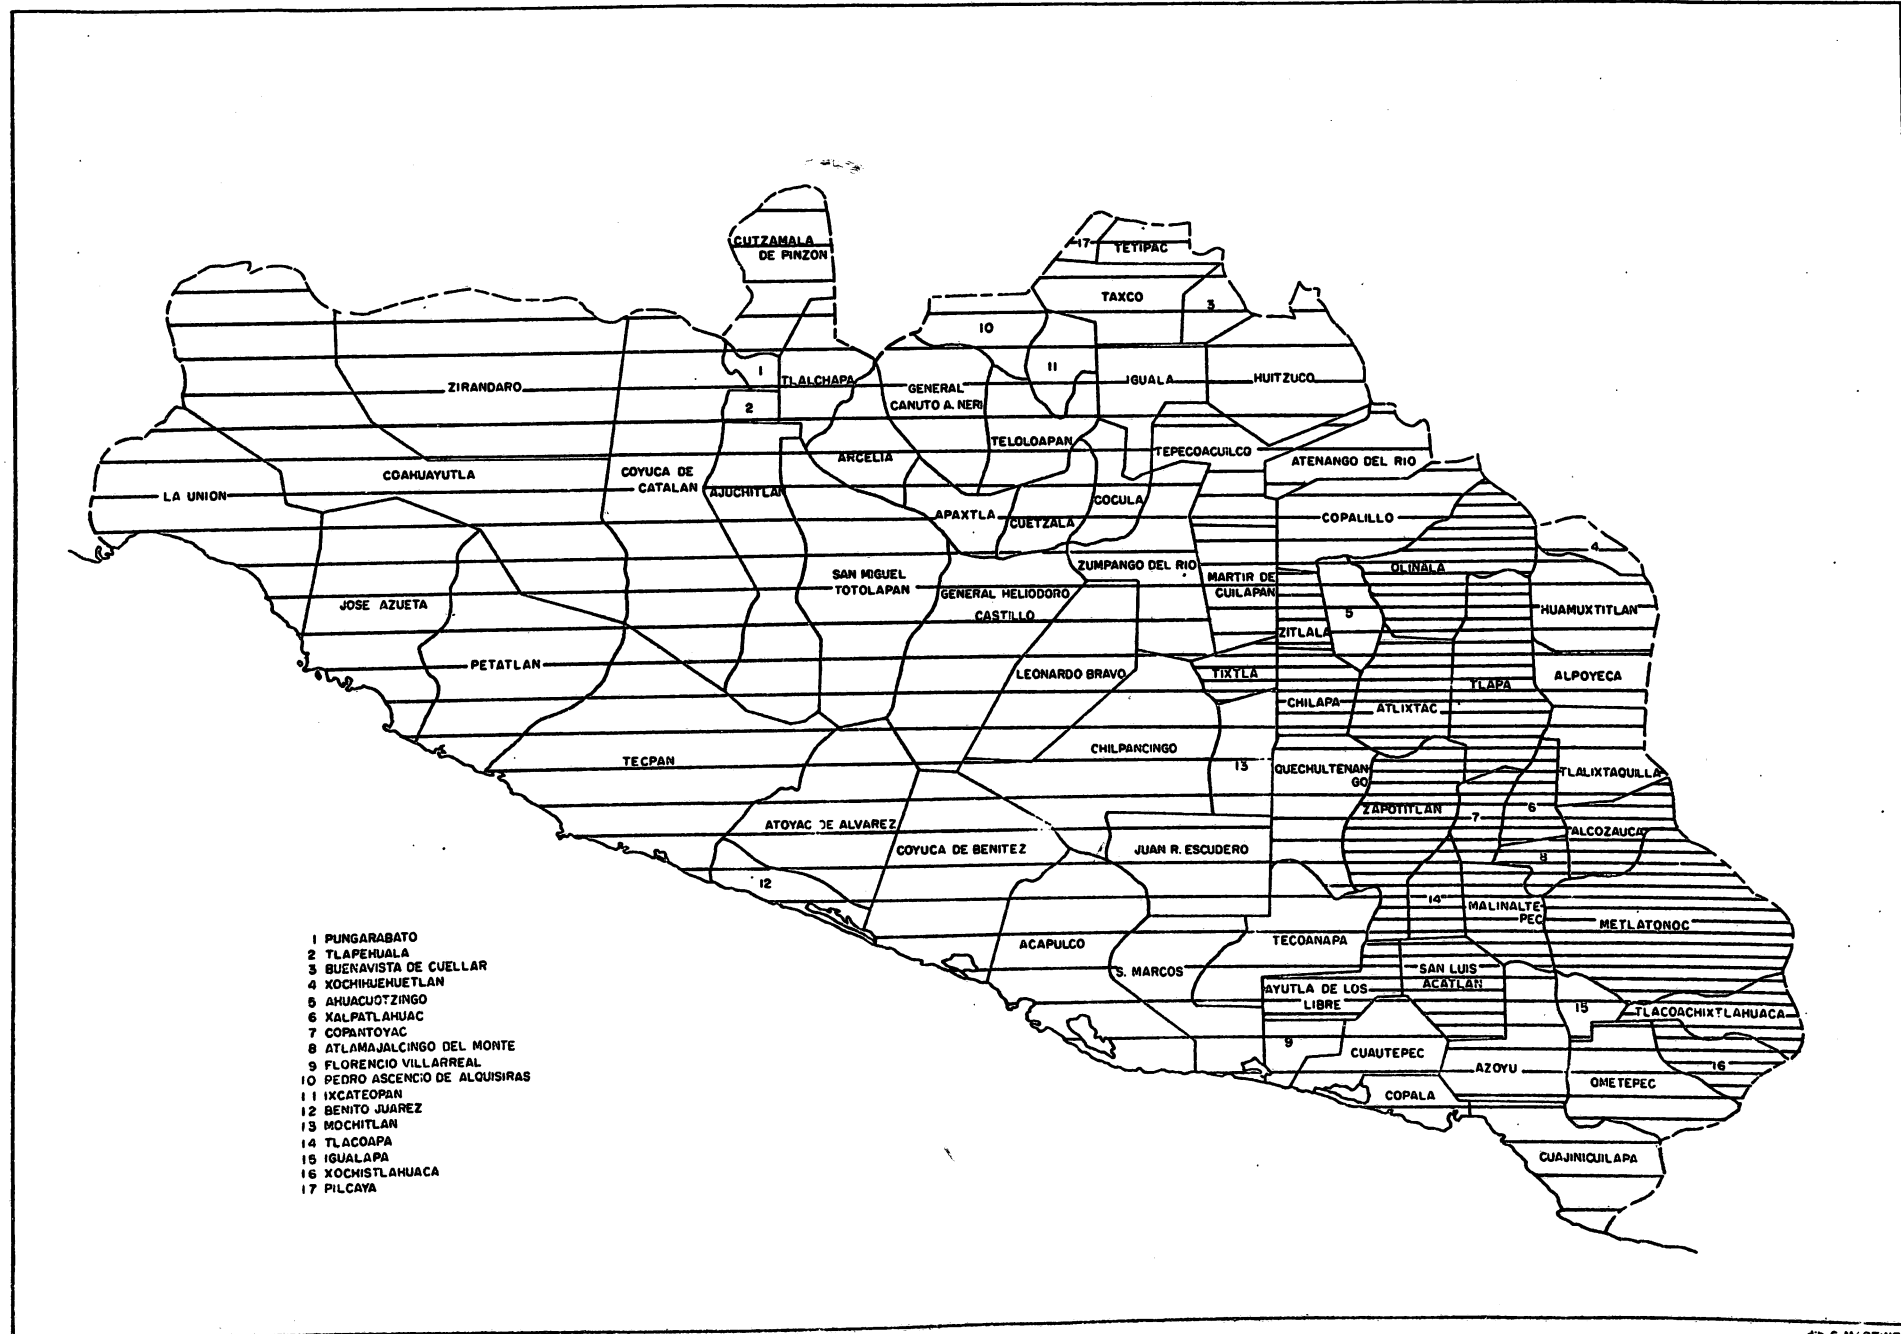 CUTZAMALA
DE PINZON
17
TETIPAC
TAXCO
3
10
11
1
TLALCHAPA
2
ZIRANDARO
GENERAL
CANUTO A. NERI
IGUALA
HUITZUCO
TELOLOAPAN
ARCELIA
TEPECOACUILCO
ATENANGO DEL RIO
COAHUAYUTLA
COYUCA DE
CATALAN
AJUCHITLAN
LA UNION
COCULA
APAXTLA
CUETZALA
COPALILLO
4
OLINALA
ZUMPANGO DEL RIO
MARTIR DE
CUILAPAN
SAN MIGUEL
TOTOLAPAN
GENERAL HELIODORO
CASTILLO
JOSE AZUETA
HUAMUXTITLAN
5
ZITLALA
PETATLAN
LEONARDO BRAVO
TIXTLA
ALPOYECA
TLAPA
CHILAPA
ATLIXTAC
CHILPANCINGO
TECPAN
13
QUECHULTENAN-
GO
TLALIXTAQUILLA
ZAPOTITLAN
6
7
ATOYAC DE ALVAREZ
TALCOZAUCA
COYUCA DE BENITEZ
JUAN R. ESCUDERO
8
12
14
MALINALTE-
PEC
METLATONOC
ACAPULCO
TECOANAPA
S. MARCOS
SAN LUIS
ACATLAN
AYUTLA DE LOS
LIBRE
15
TLACOACHIXTLAHUACA
9
CUAUTEPEC
AZOYU
16
OMETEPEC
COPALA
CUAJINICUILAPA
1 PUNGARABATO
2 TLAPEHUALA
3 BUENAVISTA DE CUELLAR
4 XOCHIHUEHUETLAN
5 AHUACUOTZINGO
6 XALPATLAHUAC
7 COPANTOYAC
8 ATLAMAJALCINGO DEL MONTE
9 FLORENCIO VILLARREAL
10 PEDRO ASCENCIO DE ALQUISIRAS
11 IXCATEOPAN
12 BENITO JUAREZ
13 MOCHITLAN
14 TLACOAPA
15 IGUALAPA
16 XOCHISTLAHUACA
17 PILCAYA